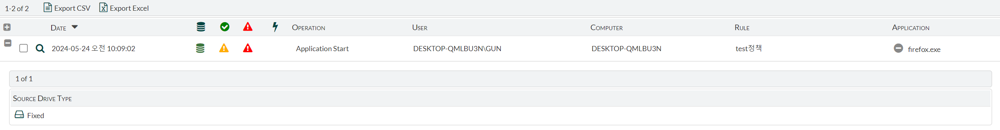 1-2 of 2 Export CSV Export Excel
Date Operation User Computer Rule Application
2024-05-24 오전 10:09:02 Application Start DESKTOP-QMLBU3N\GUN DESKTOP-QMLBU3N test정책 firefox.exe
1 of 1
Source Drive Type
Fixed